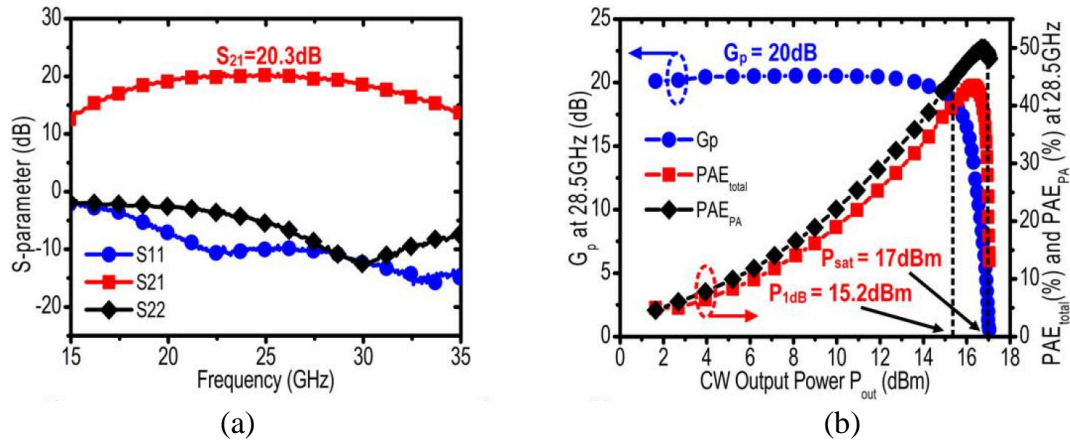 S-parameter (dB)
30
20
10
0
-10
-20
S21=20.3dB
S11
S21
S22
15
20
25
30
35
Frequency (GHz)
(a)
Gp at 28.5GHz (dB)
25
20
15
10
5
0
Gp = 20dB
Gp
PAEtotal
PAEPA
Psat = 17dBm
P1dB = 15.2dBm
0
2
4
6
8
10
12
14
16
18
CW Output Power Pout (dBm)
50
40
30
20
10
0
PAEtotal(%) and PAEPA (%) at 28.5GHz
(b)